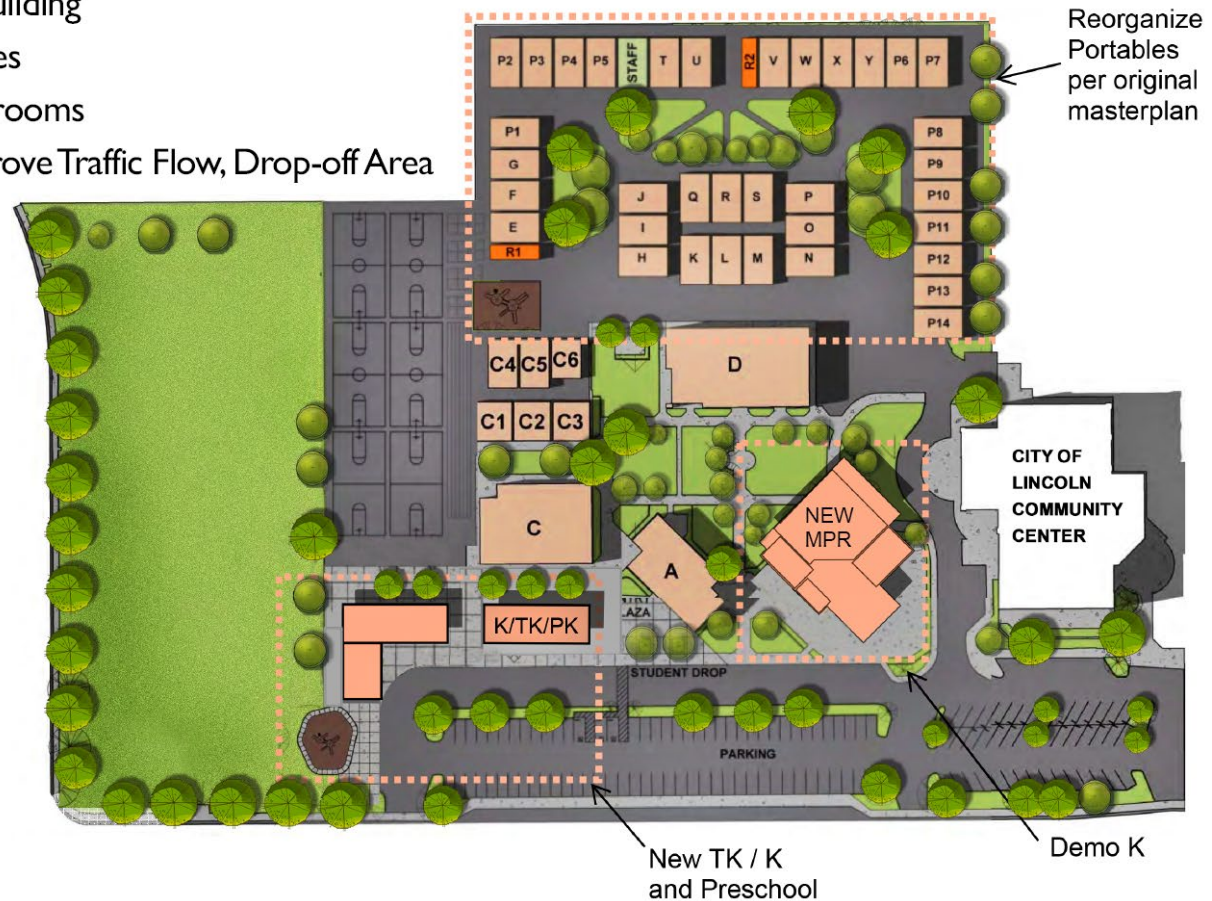 uilding
es
rooms
rove Traffic Flow, Drop-off Area
Reorganize
Portables
per original
masterplan
P2 P3 P4 P5 STAFF T U R2 V W X Y P6 P7
P1
G
F
E
R1
J
I
H
Q R S
K L M
P
O
N
P8
P9
P10
P11
P12
P13
P14
C4 C5 C6
C1 C2 C3
D
C
A
NEW
MPR
CITY OF
LINCOLN
COMMUNITY
CENTER
K/TK/PK
LAZA
STUDENT DROP
PARKING
New TK / K
and Preschool
Demo K